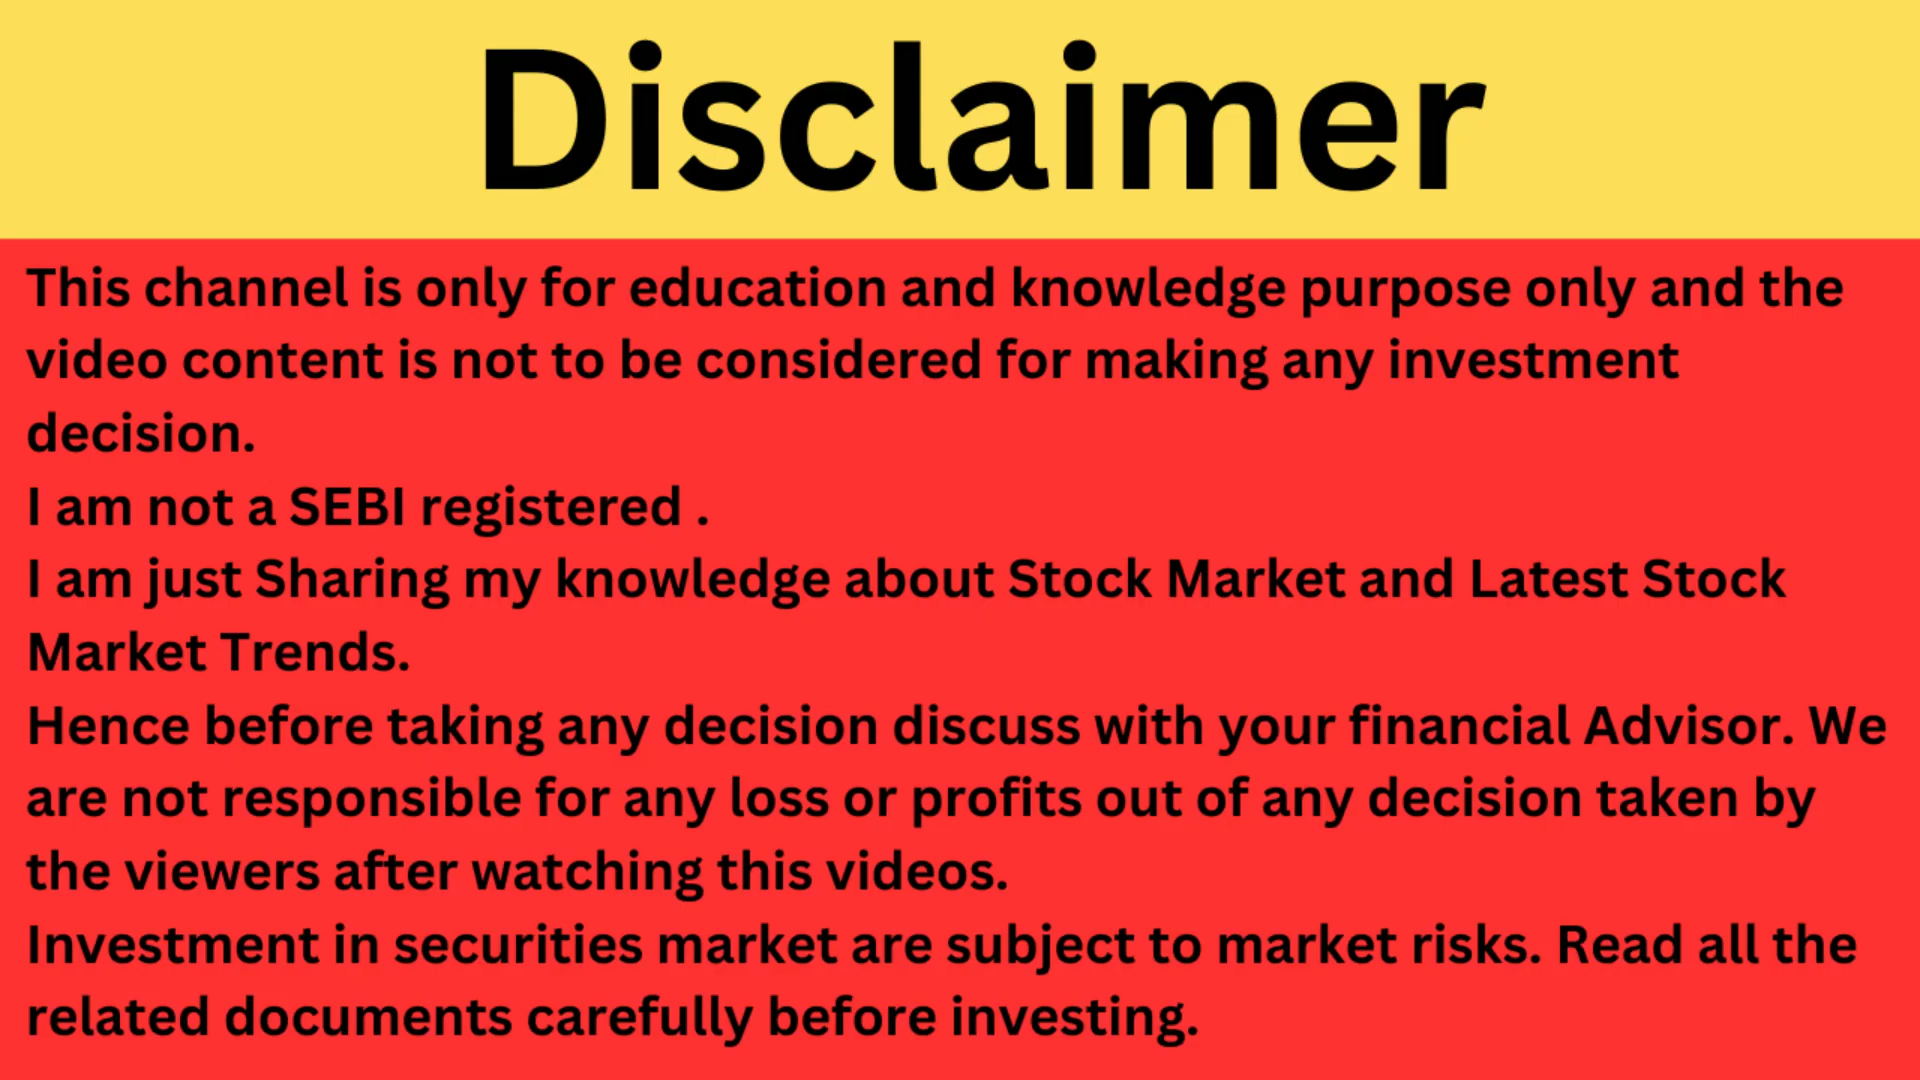 Disclaimer
This channel is only for education and knowledge purpose only and the
video content is not to be considered for making any investment
decision.
I am not a SEBI registered .
I am just Sharing my knowledge about Stock Market and Latest Stock
Market Trends.
Hence before taking any decision discuss with your financial Advisor. We
are not responsible for any loss or profits out of any decision taken by
the viewers after watching this videos.
Investment in securities market are subject to market risks. Read all the
related documents carefully before investing.